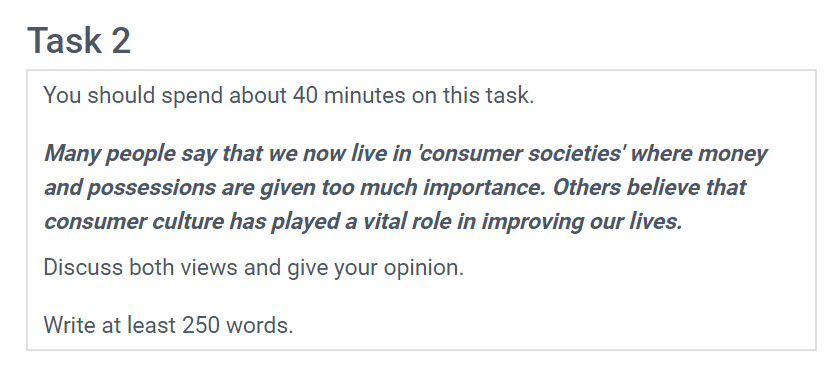 Task 2
You should spend about 40 minutes on this task.
Many people say that we now live in 'consumer societies' where money
and possessions are given too much importance. Others believe that
consumer culture has played a vital role in improving our lives.
Discuss both views and give your opinion.
Write at least 250 words.